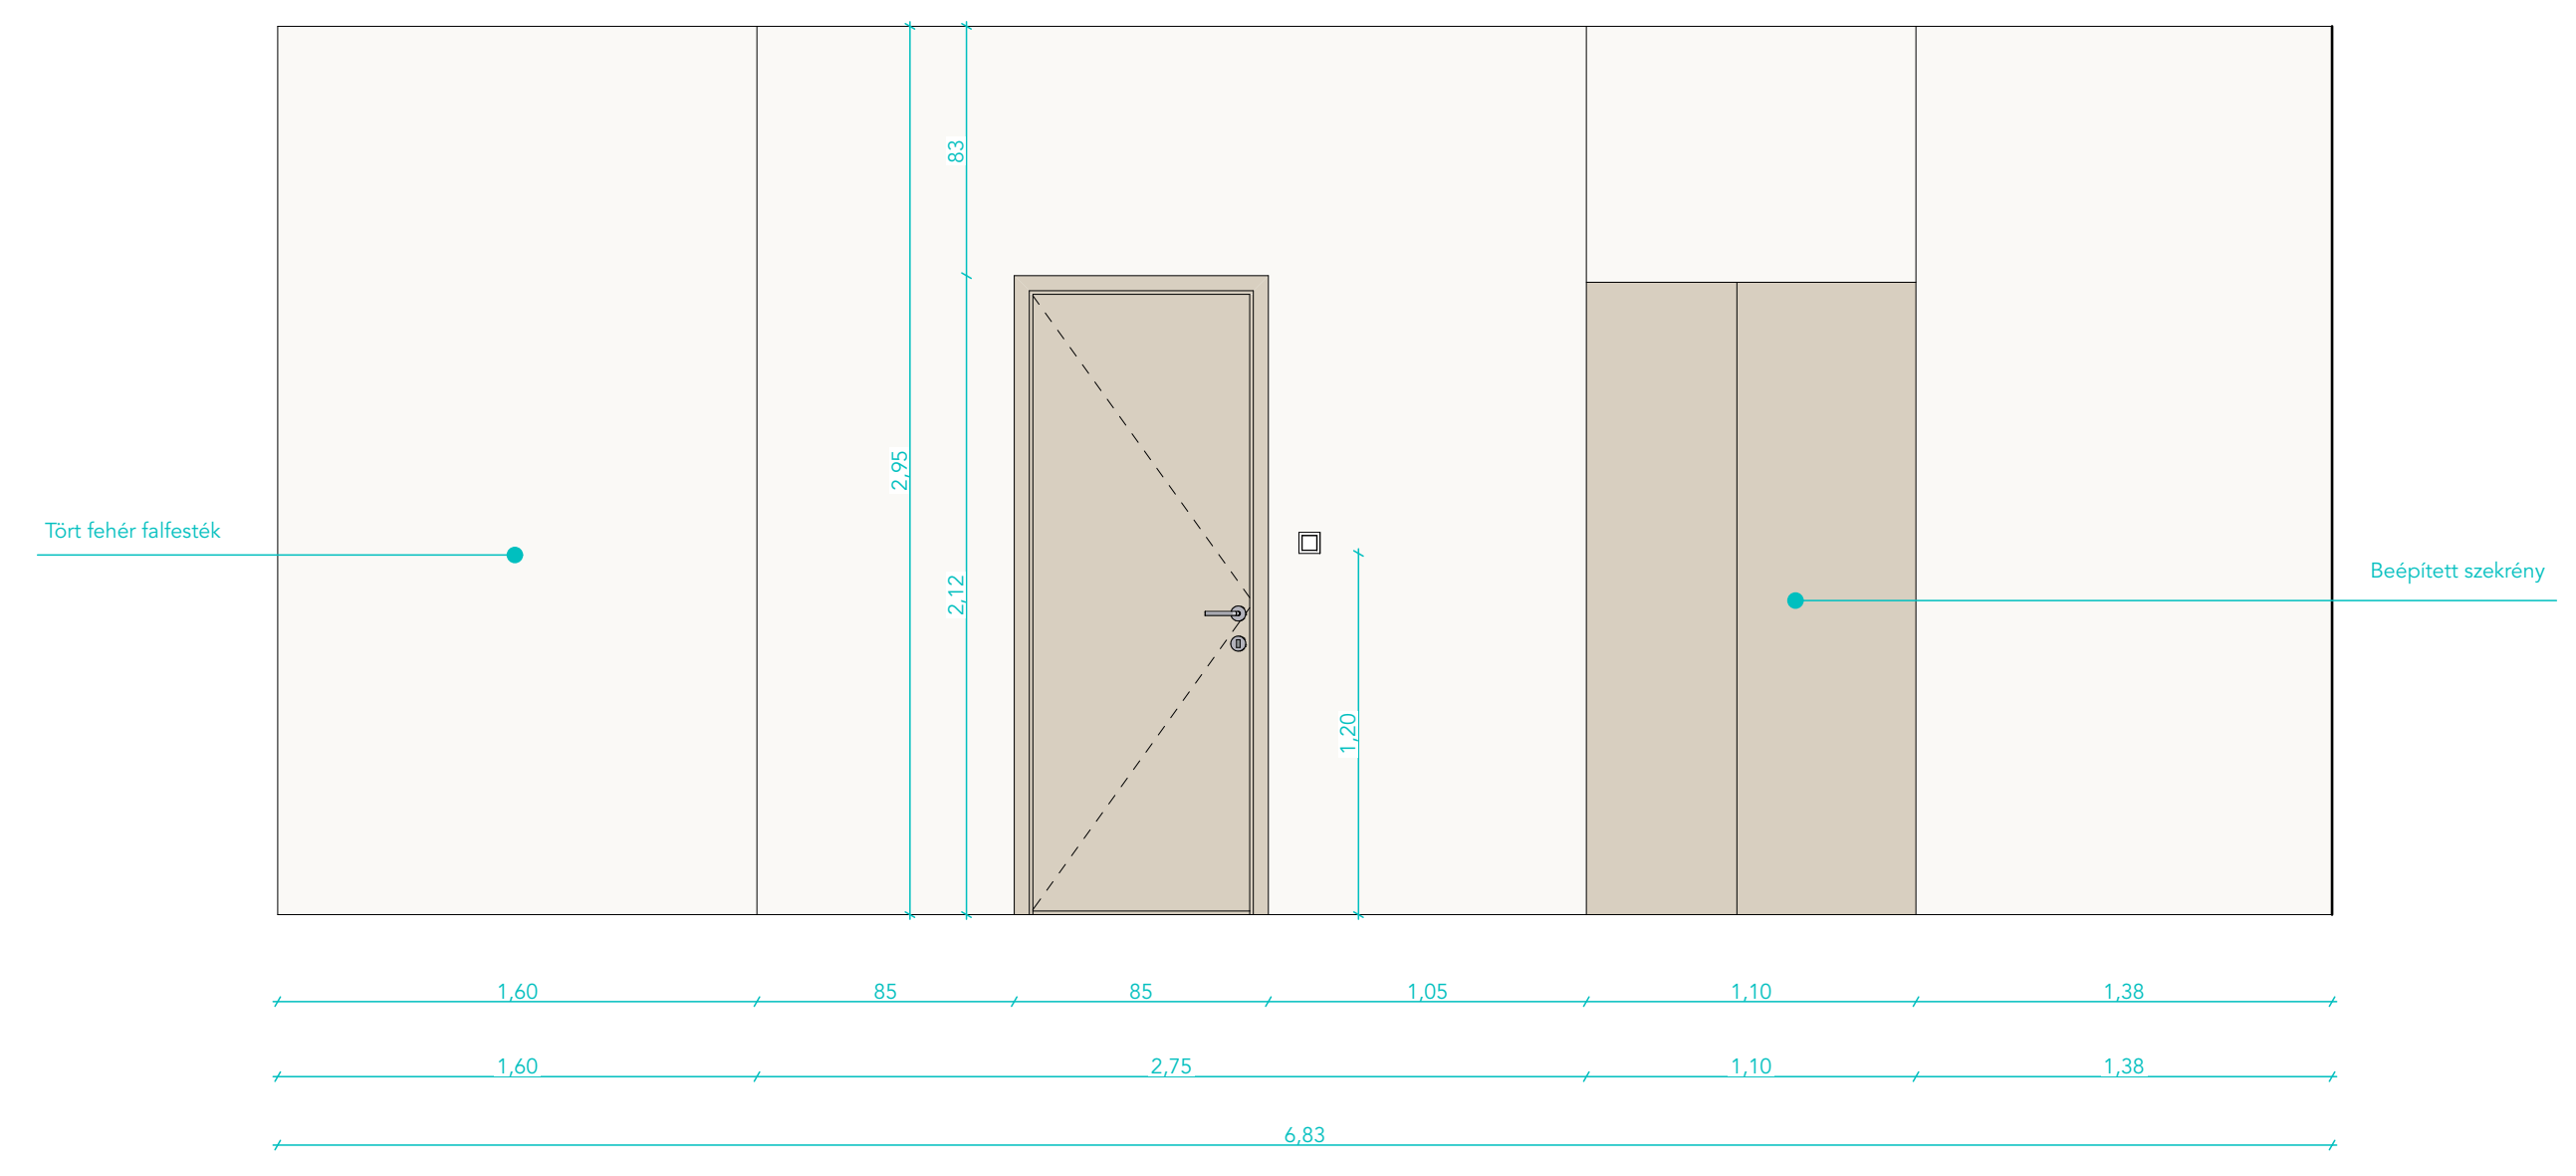 83
2,95
Tört fehér falfesték
Beépített szekrény
2,12
1,20
1,60 85 85 1,05 1,10 1,38
1,60 2,75 1,10 1,38
6,83